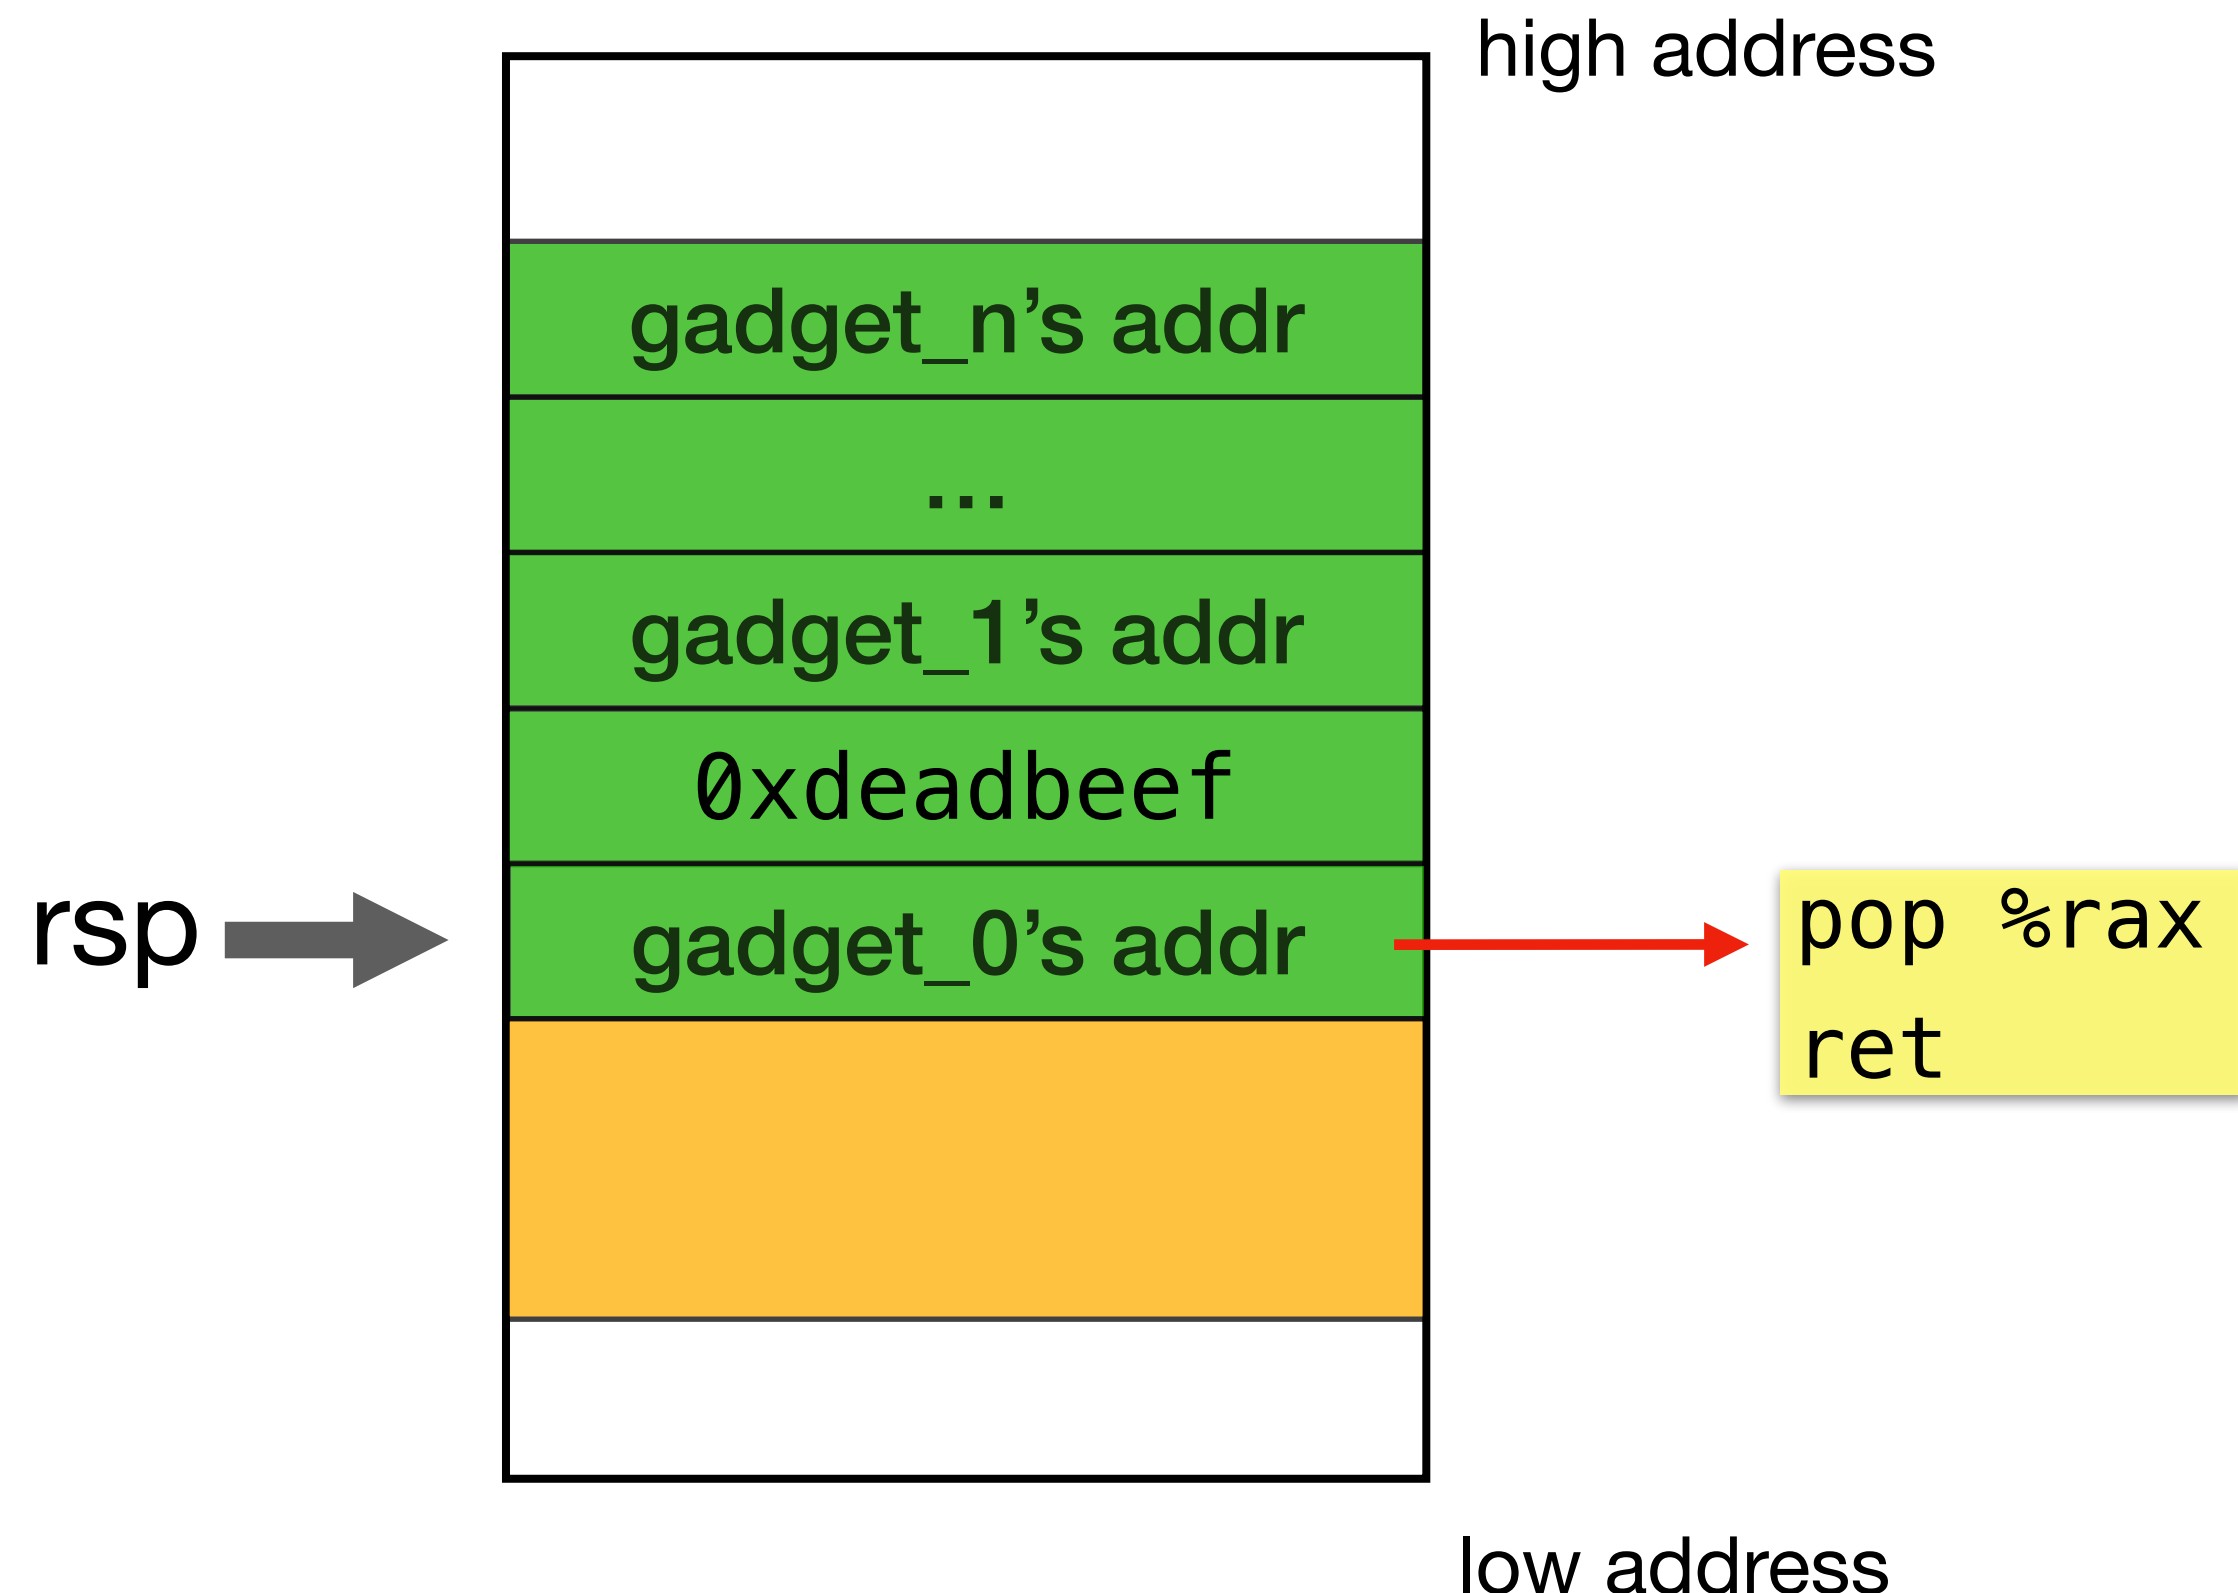 high address
gadget_n’s addr
...
gadget_1’s addr
0xdeadbeef
rsp
gadget_0’s addr
pop %rax
ret
low address